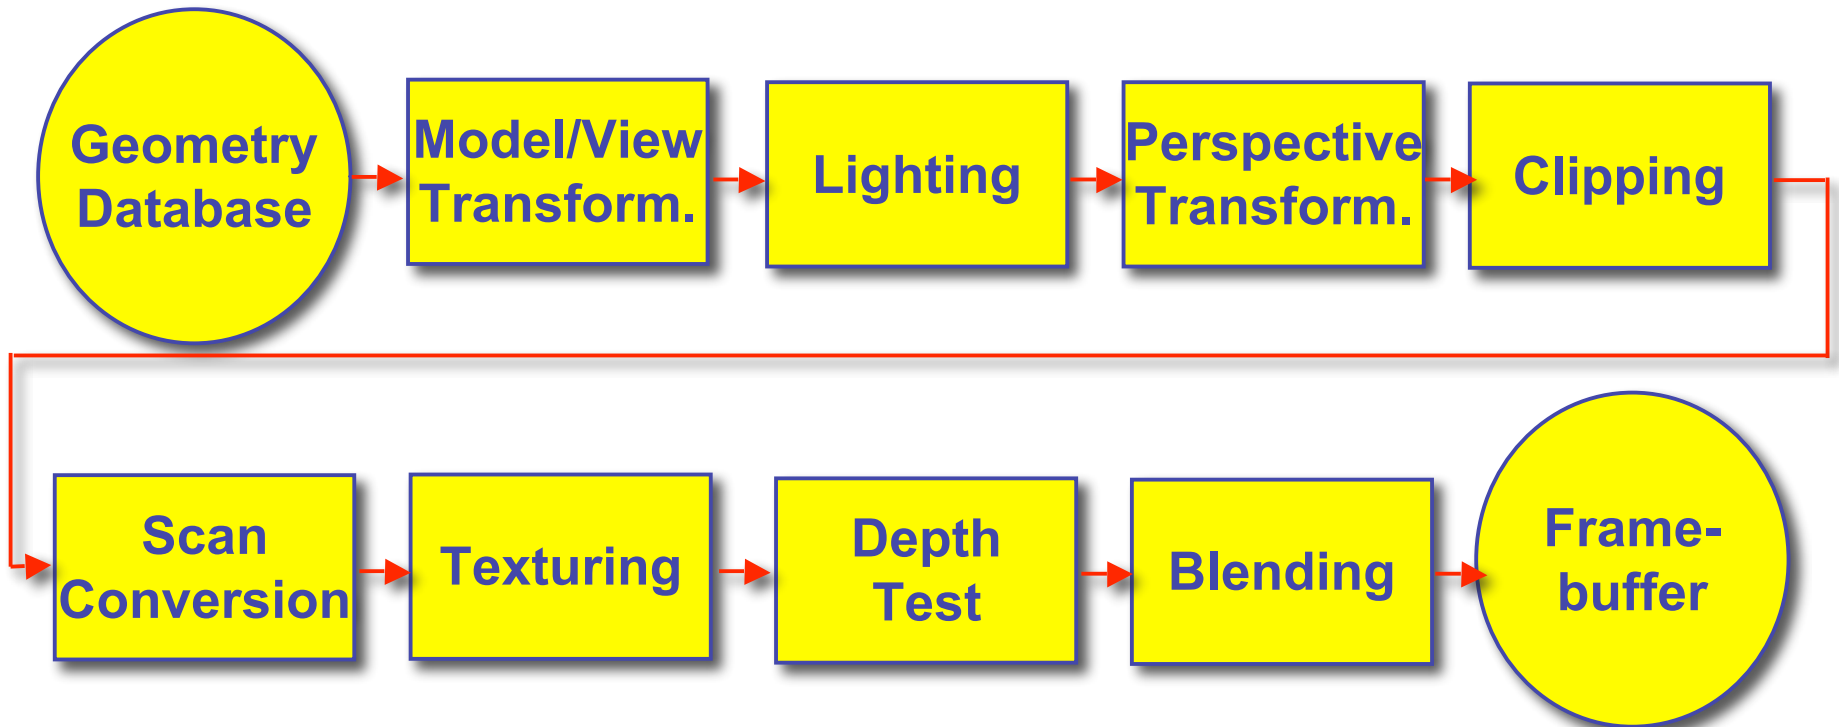 Geometry
Database
Model/View
Transform.
Lighting
Perspective
Transform.
Clipping
Scan
Conversion
Texturing
Depth
Test
Blending
Frame-
buffer